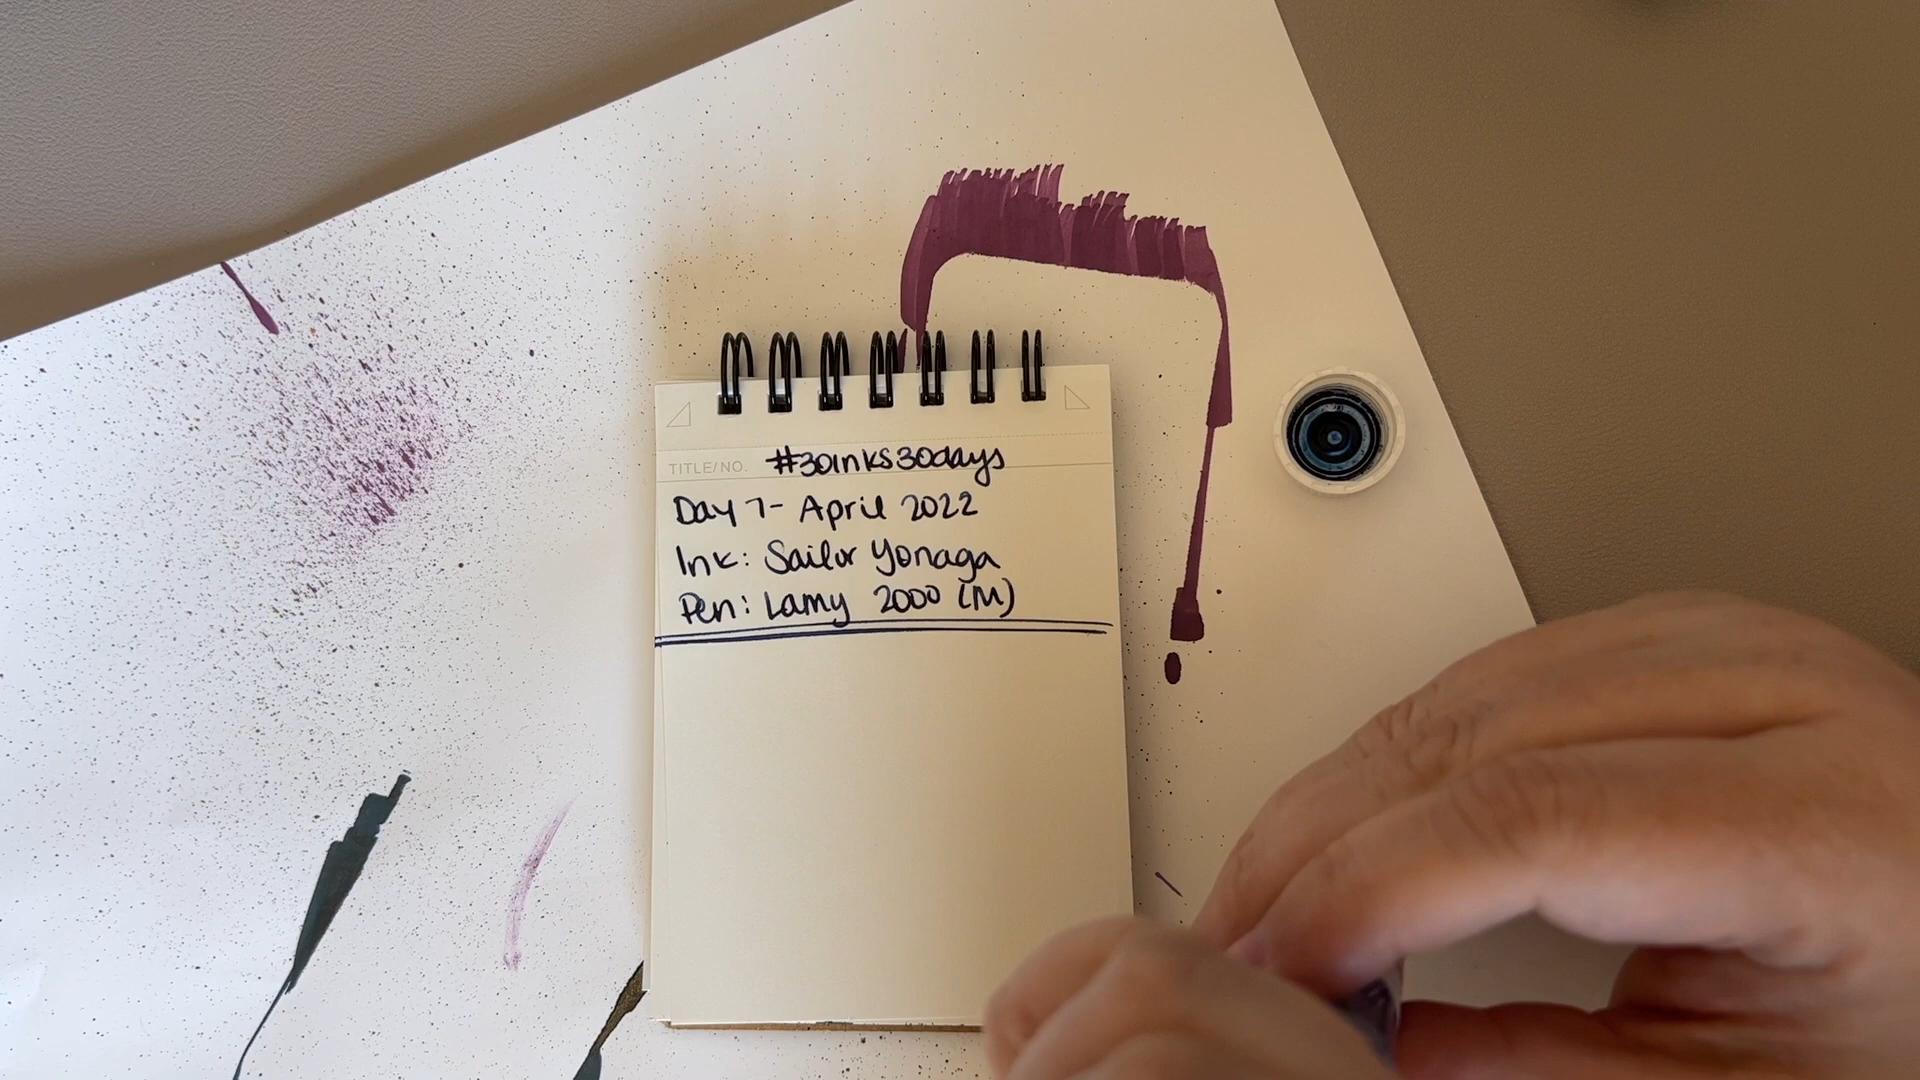 TITLE/NO. #30inks30days
Day 7- April 2022
Ink: Sailor Yonaga
Pen: Lamy 2000 (M)